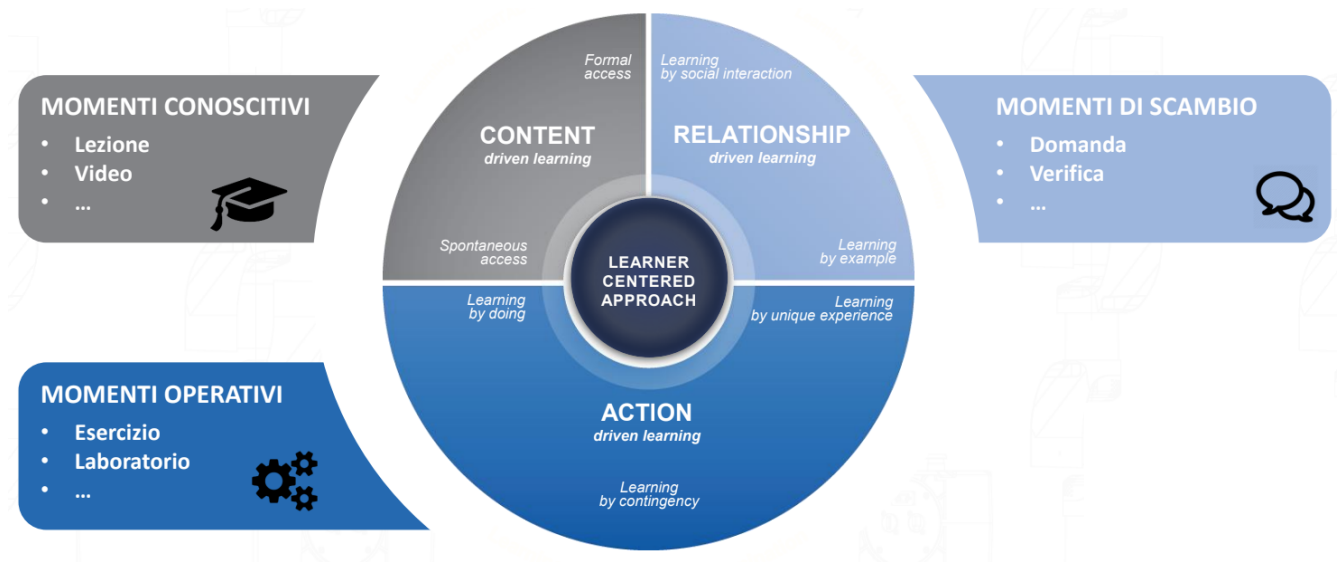 MOMENTI CONOSCITIVI
• Lezione
• Video
• ...
Formal
access
CONTENT
driven learning
Spontaneous
access
Learning
by social interaction
RELATIONSHIP
driven learning
Learning
by example
MOMENTI DI SCAMBIO
• Domanda
• Verifica
• ...
LEARNER
CENTERED
APPROACH
Learning
by doing
Learning
by unique experience
ACTION
driven learning
Learning
by contingency
MOMENTI OPERATIVI
• Esercizio
• Laboratorio
• ...